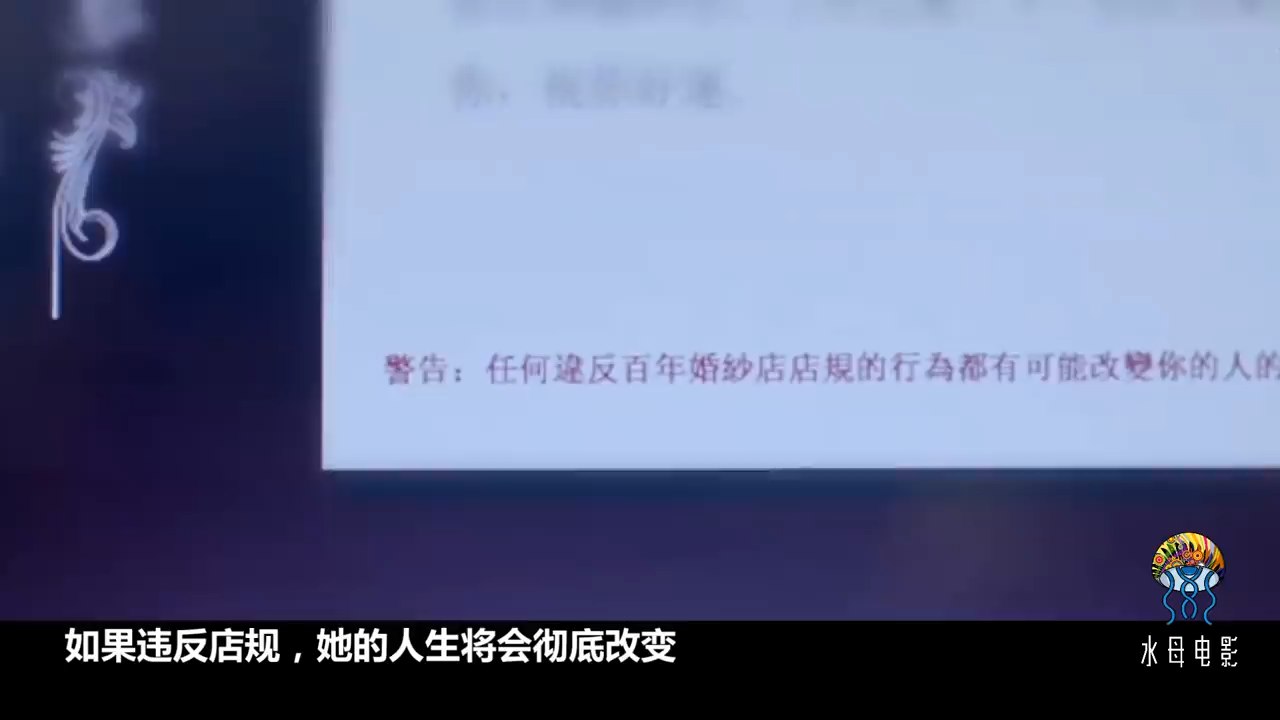 警告：任何違反百年婚紗店店規的行為都有可能改變你的人的
如果违反店规，她的人生将会彻底改变
水母电影